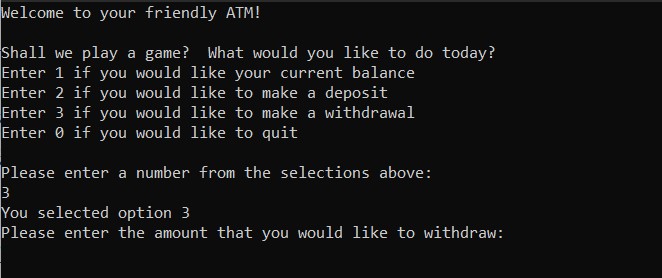 Welcome to your friendly ATM!
Shall we play a game?  What would you like to do today?
Enter 1 if you would like your current balance
Enter 2 if you would like to make a deposit
Enter 3 if you would like to make a withdrawal
Enter 0 if you would like to quit
Please enter a number from the selections above:
3
You selected option 3
Please enter the amount that you would like to withdraw: